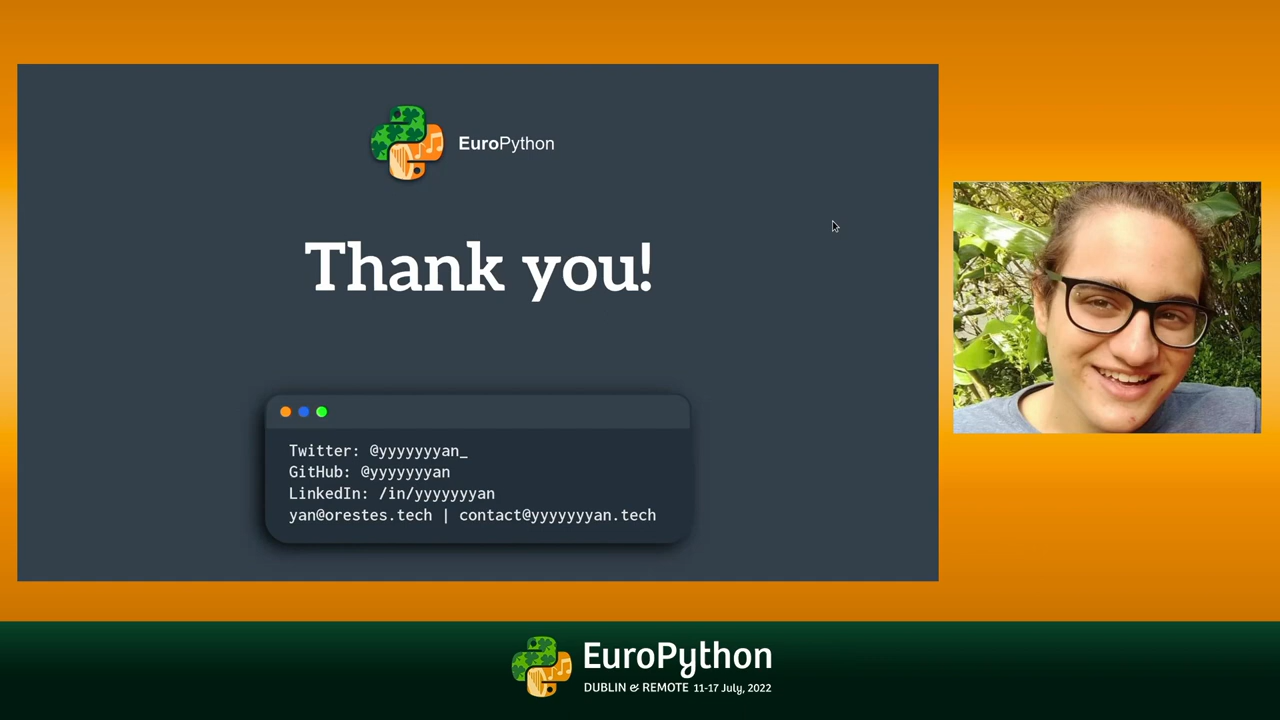 EuroPython
Thank you!
Twitter: @yyyyyyyan_
GitHub: @yyyyyyyan
LinkedIn: /in/yyyyyyyan
yan@orestes.tech | contact@yyyyyyyan.tech
EuroPython
DUBLIN & REMOTE 11-17 July, 2022